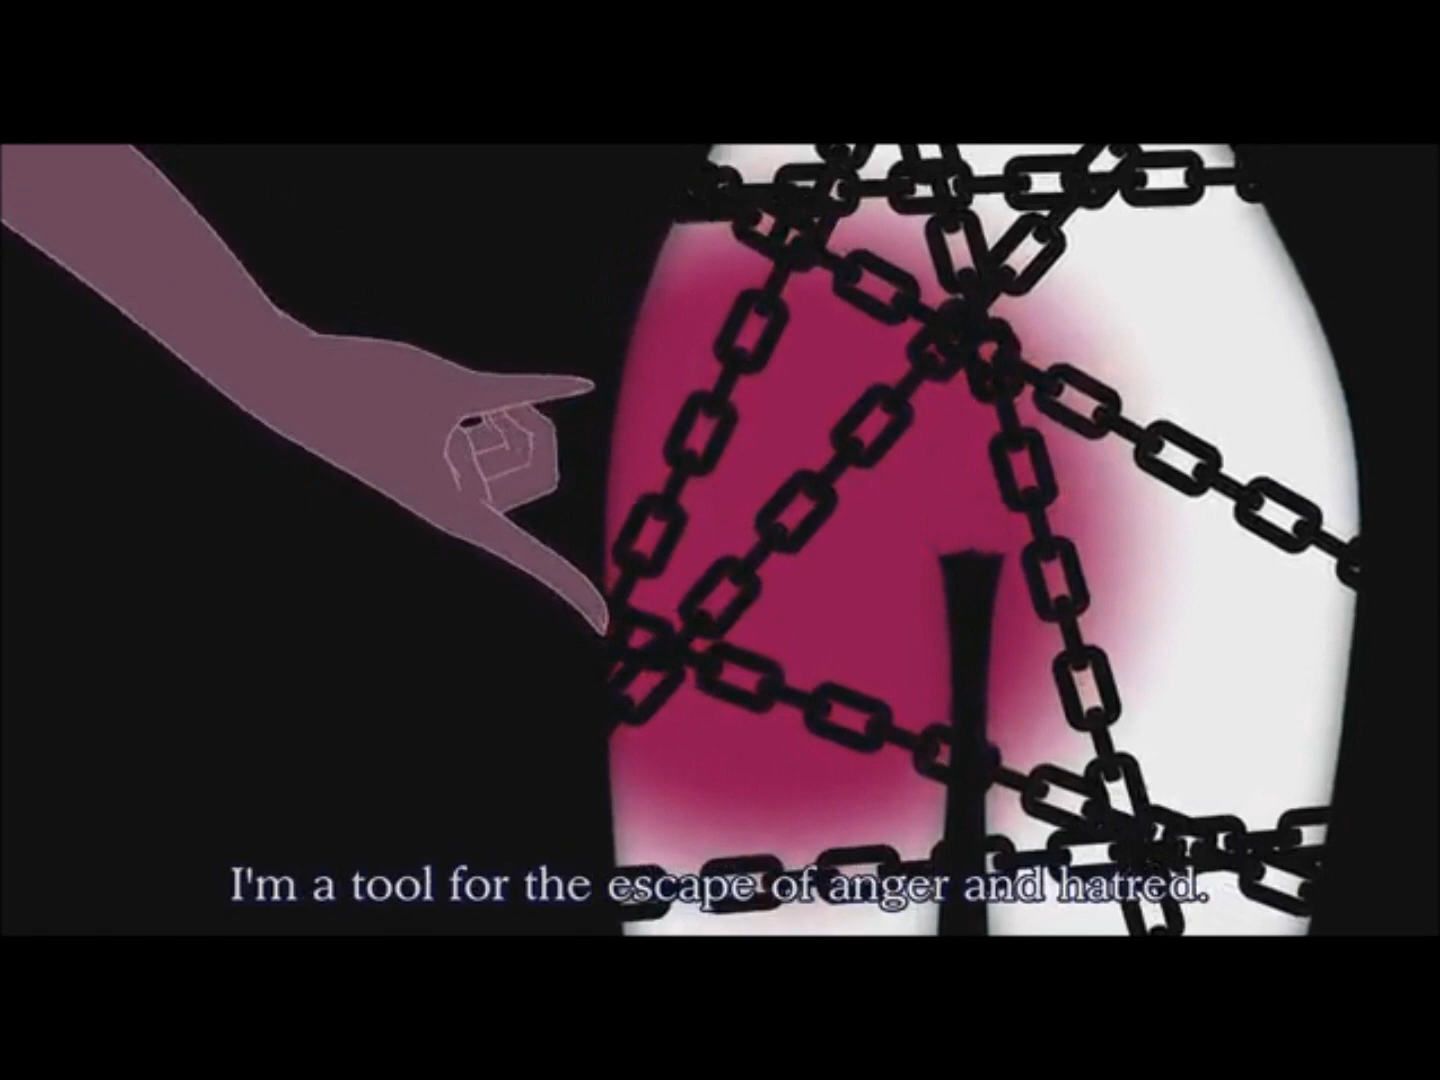 I'm a tool for the escape of anger and hatred.